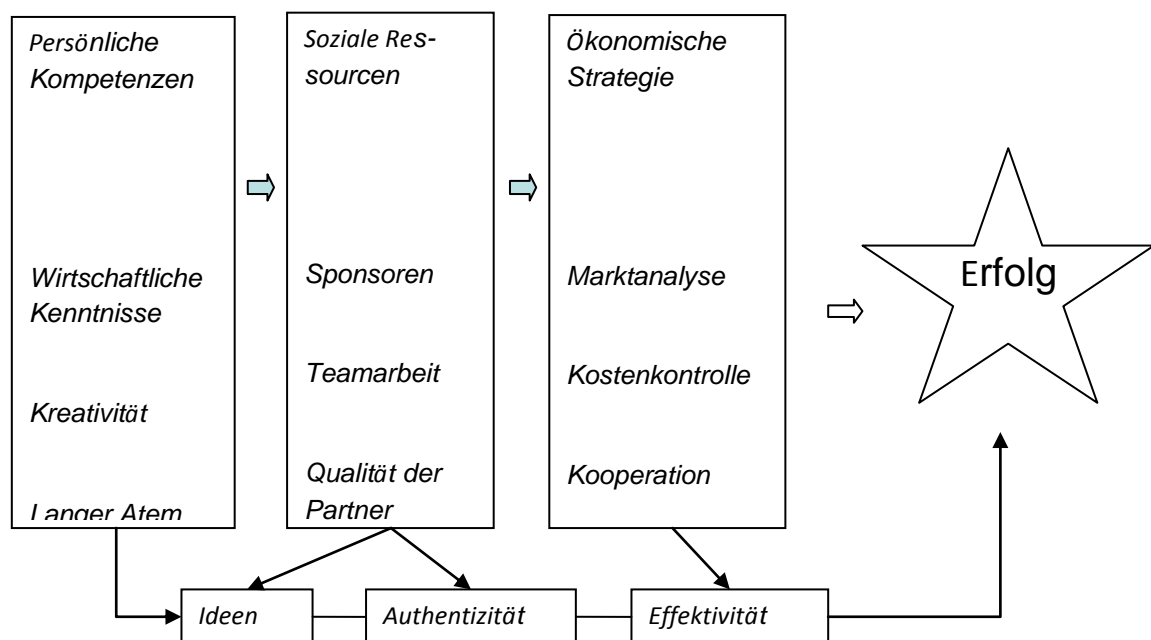 Persönliche
Kompetenzen
Wirtschaftliche
Kenntnisse
Kreativität
Langer Atem
Soziale Res-
sourcen
Sponsoren
Teamarbeit
Qualität der
Partner
Ökonomische
Strategie
Marktanalyse
Kostenkontrolle
Kooperation
Erfolg
Ideen
Authentizität
Effektivität